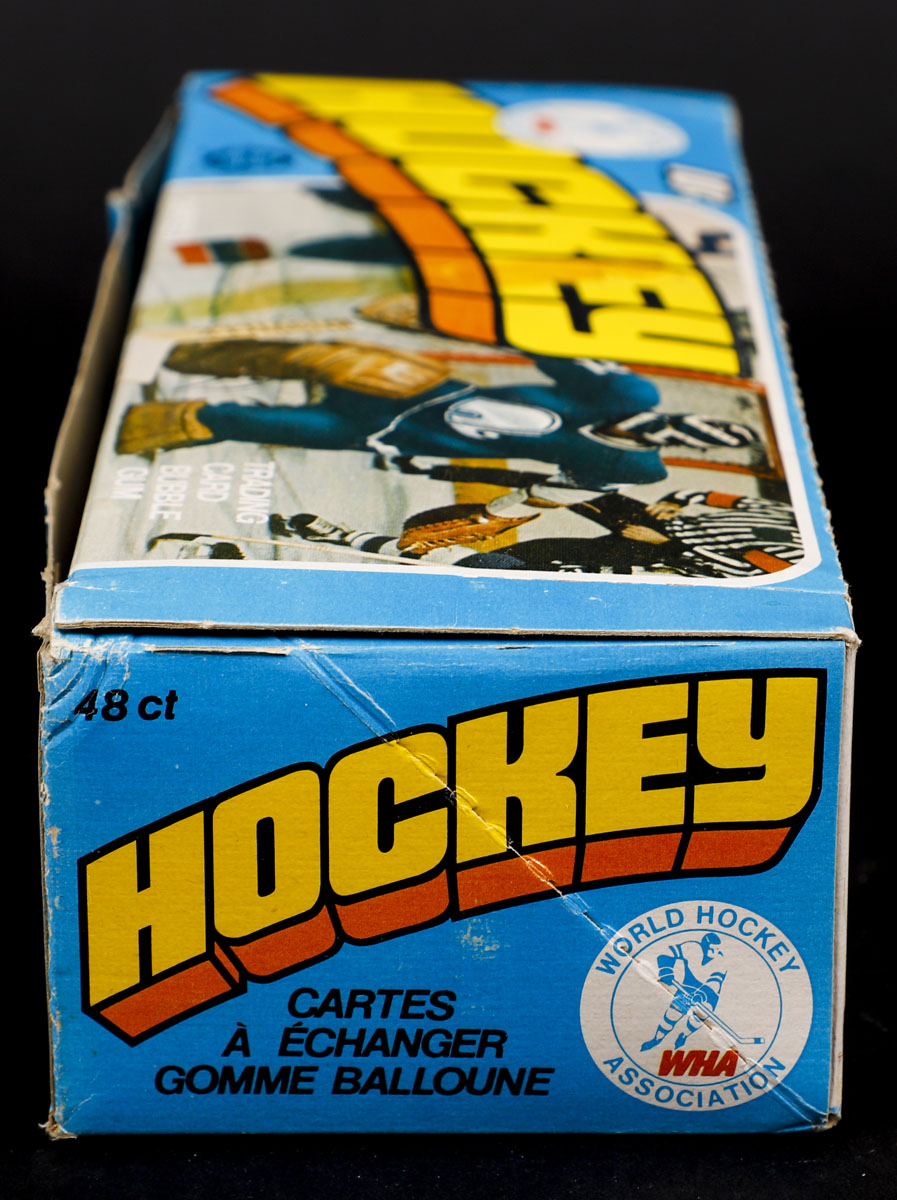 HOCKEY
TRADING
CARD
BUBBLE
GUM
48 ct
HOCKEY
CARTES
À ÉCHANGER
GOMME BALLOUNE
WORLD HOCKEY
WHA
ASSOCIATION